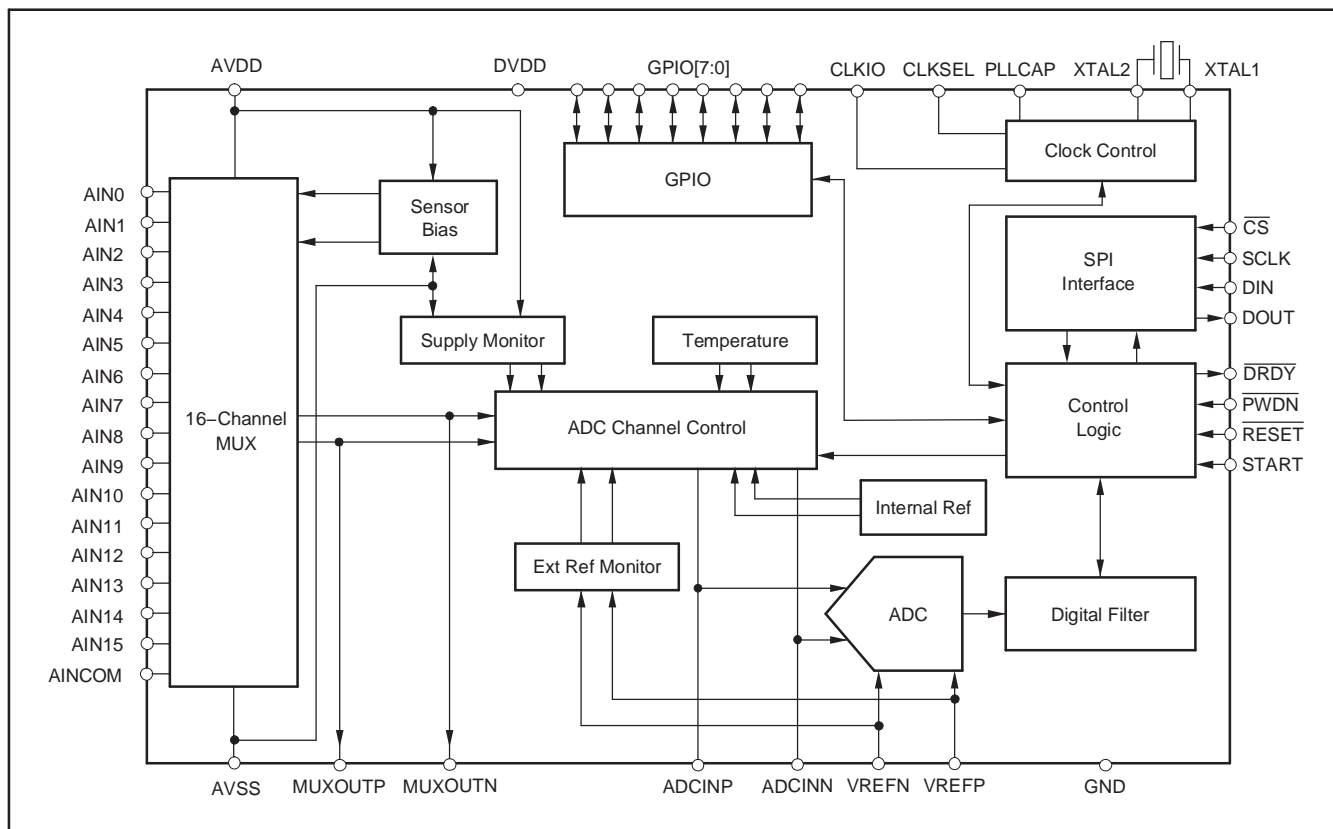 AVDD
DVDD
GPIO[7:0]
CLKIO
CLKSEL
PLLCAP
XTAL2
XTAL1
Clock Control
GPIO
AIN0
AIN1
AIN2
AIN3
AIN4
AIN5
AIN6
AIN7
AIN8
AIN9
AIN10
AIN11
AIN12
AIN13
AIN14
AIN15
AINCOM
16−Channel
MUX
Sensor
Bias
Supply Monitor
Temperature
ADC Channel Control
Internal Ref
Ext Ref Monitor
ADC
Digital Filter
SPI
Interface
Control
Logic
CS
SCLK
DIN
DOUT
DRDY
PWDN
RESET
START
AVSS
MUXOUTP
MUXOUTN
ADCINP
ADCINN
VREFN
VREFP
GND